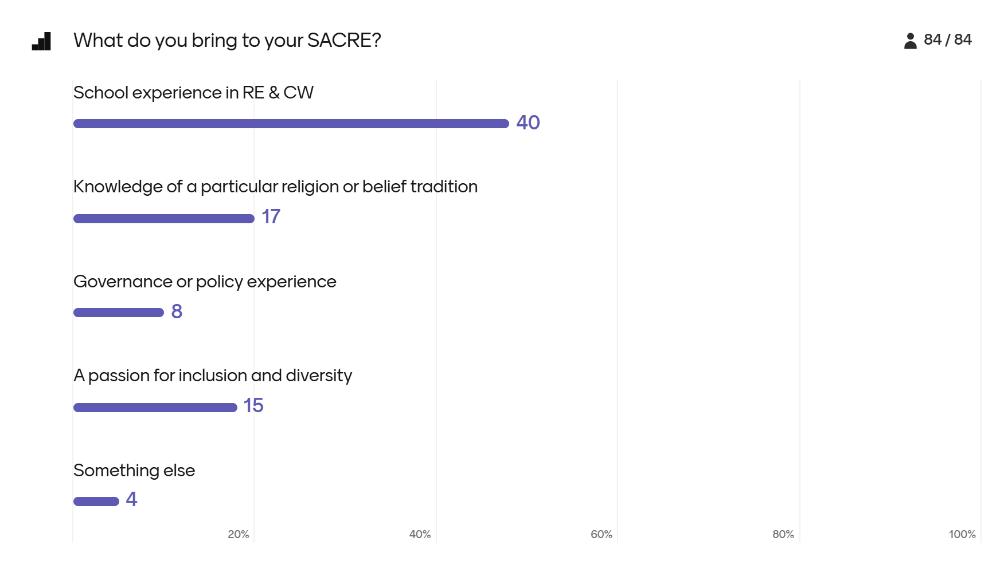 What do you bring to your SACRE?
84 / 84
School experience in RE & CW
40
Knowledge of a particular religion or belief tradition
17
Governance or policy experience
8
A passion for inclusion and diversity
15
Something else
4
20% 40% 60% 80% 100%